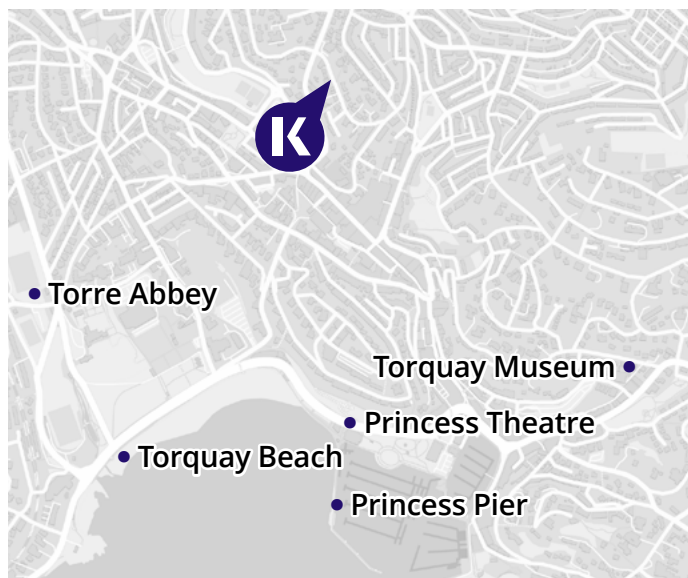 K
Torre Abbey
Torquay Museum
Princess Theatre
Torquay Beach
Princess Pier